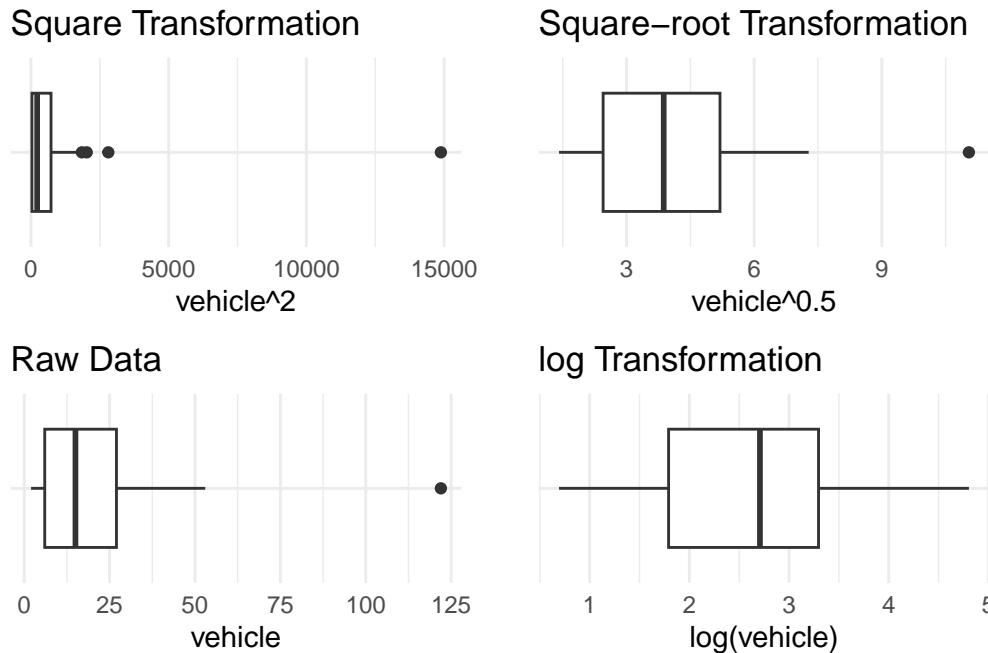 Square Transformation
0 5000 10000 15000
vehicle^2
Square−root Transformation
3 6 9
vehicle^0.5
Raw Data
0 25 50 75 100 125
vehicle
log Transformation
1 2 3 4 5
log(vehicle)